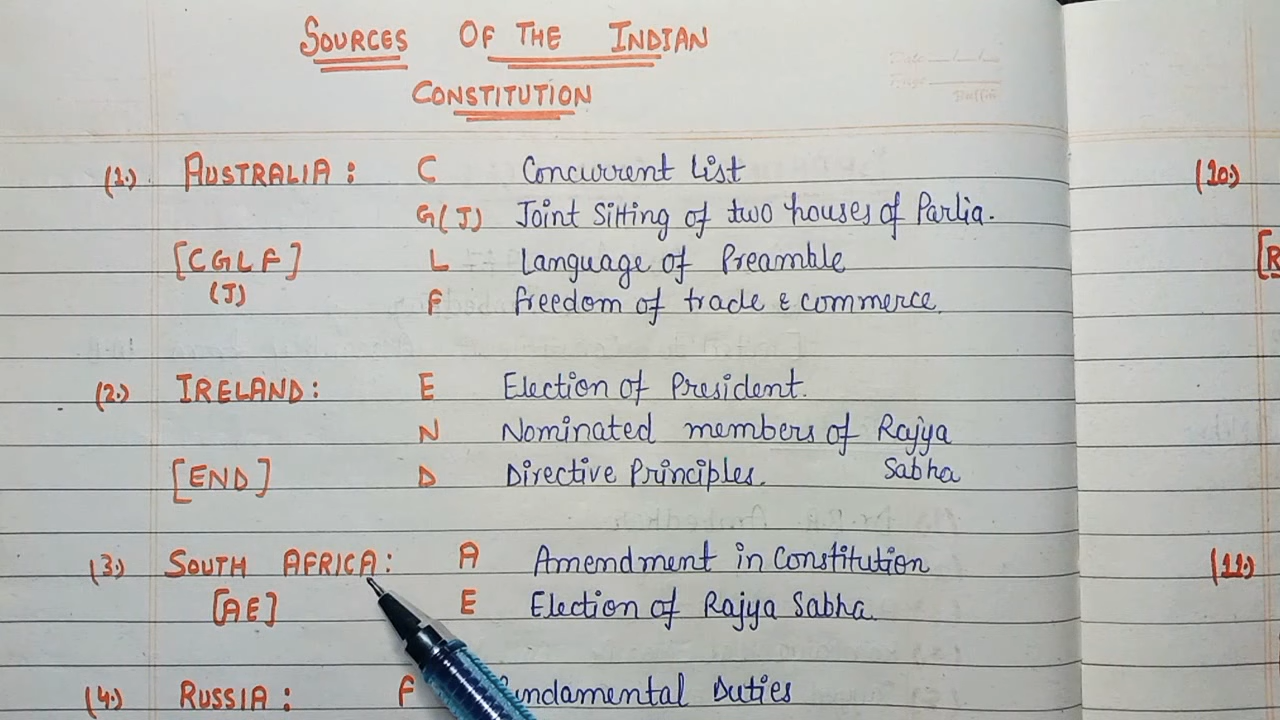 SOURCES OF THE INDIAN
CONSTITUTION
Date
Page
(1.) AUSTRALIA : C Concurrent List
G(J) Joint Sitting of two houses of Parlia.
[CGLF] L Language of Preamble
(J) F freedom of trade & commerce.
(2.) IRELAND : E Election of President.
N Nominated members of Rajya
[END] D Directive Principles. Sabha
(3.) SOUTH AFRICA : A Amendment in Constitution
[AE] E Election of Rajya Sabha.
(4.) RUSSIA : F undamental Duties
(10.)
[R
(11.)